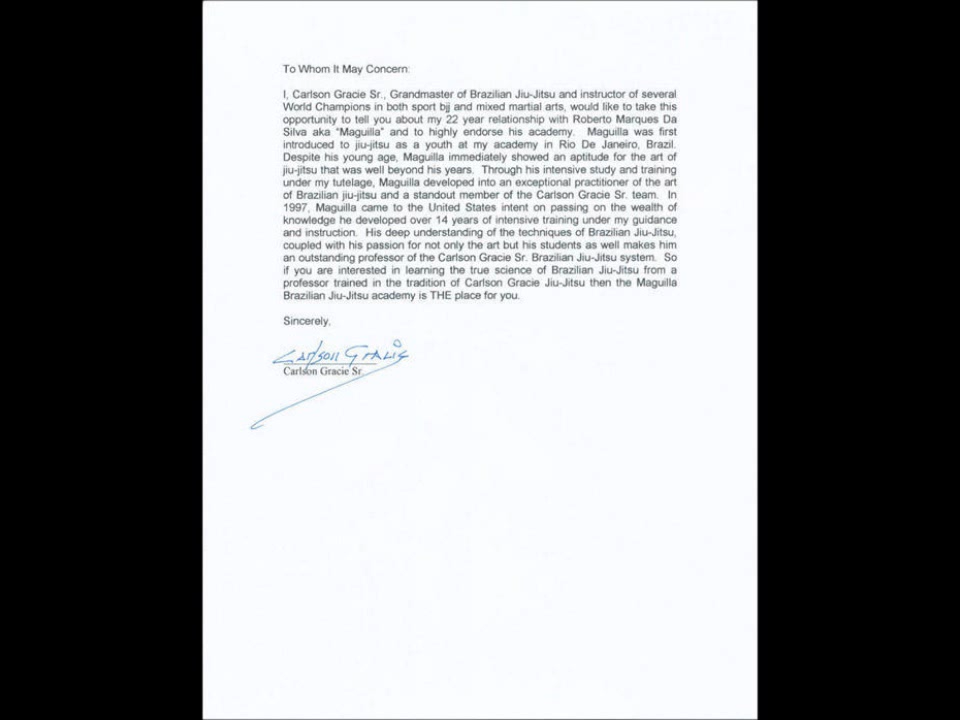 To Whom It May Concern:
I, Carlson Gracie Sr., Grandmaster of Brazilian Jiu-Jitsu and instructor of several
World Champions in both sport bjj and mixed martial arts, would like to take this
opportunity to tell you about my 22 year relationship with Roberto Marques Da
Silva aka “Maguilla” and to highly endorse his academy. Maguilla was first
introduced to jiu-jitsu as a youth at my academy in Rio De Janeiro, Brazil.
Despite his young age, Maguilla immediately showed an aptitude for the art of
jiu-jitsu that was well beyond his years. Through his intensive study and training
under my tutelage, Maguilla developed into an exceptional practitioner of the art
of Brazilian jiu-jitsu and a standout member of the Carlson Gracie Sr. team. In
1997, Maguilla came to the United States intent on passing on the wealth of
knowledge he developed over 14 years of intensive training under my guidance
and instruction. His deep understanding of the techniques of Brazilian Jiu-Jitsu,
coupled with his passion for not only the art but his students as well makes him
an outstanding professor of the Carlson Gracie Sr. Brazilian Jiu-Jitsu system. So
if you are interested in learning the true science of Brazilian Jiu-Jitsu from a
professor trained in the tradition of Carlson Gracie Jiu-Jitsu then the Maguilla
Brazilian Jiu-Jitsu academy is THE place for you.
Sincerely,
Carlson Gracie
Carlson Gracie Sr.